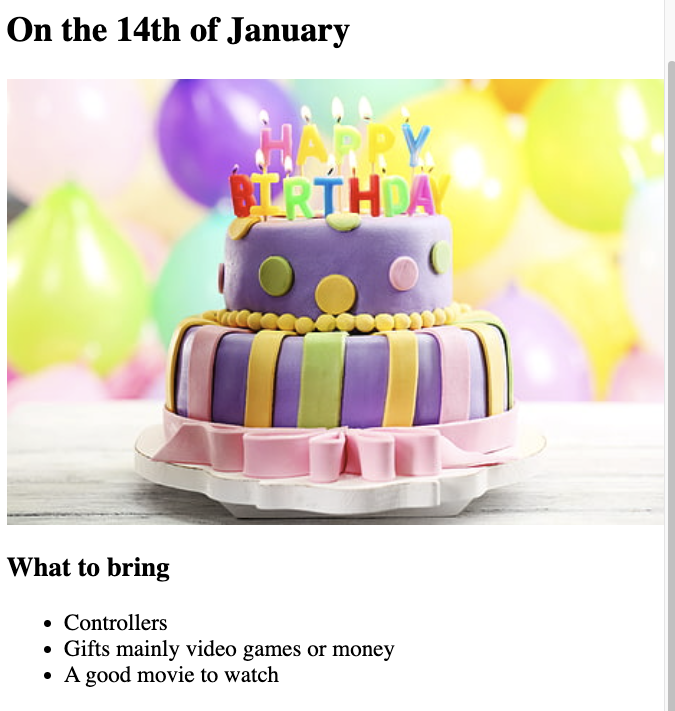 On the 14th of January
HAPPY
BIRTHDAY
What to bring
Controllers
Gifts mainly video games or money
A good movie to watch